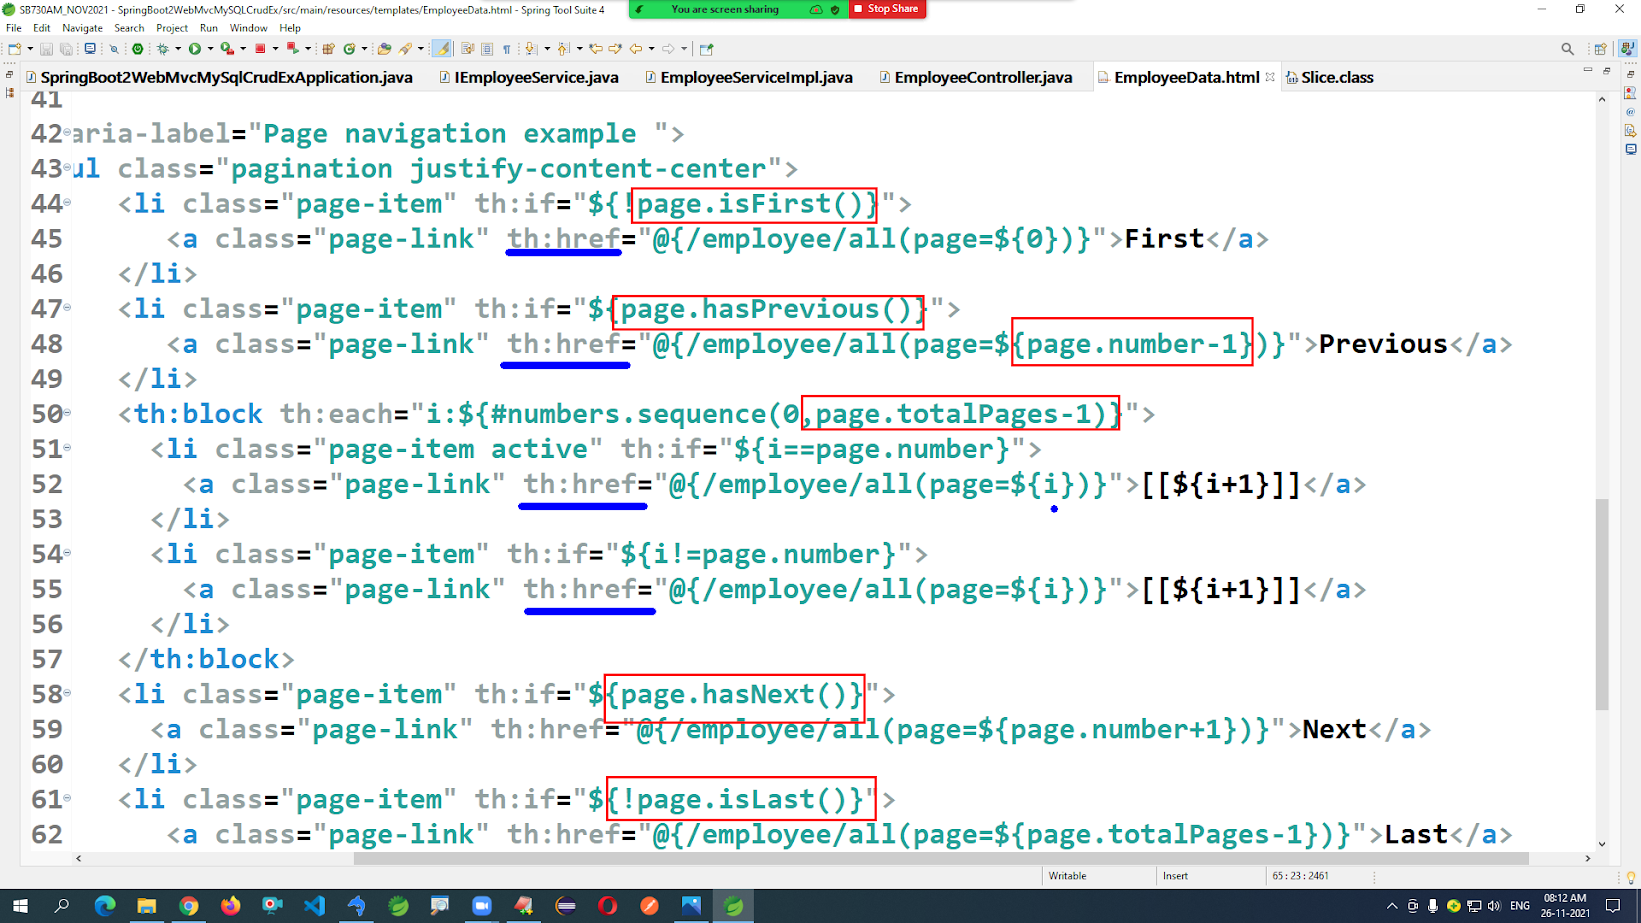 SB730AM_NOV2021 - SpringBoot2WebMvcMySQLCrudEx/src/main/resources/templates/EmployeeData.html - Spring Tool Suite 4
You are screen sharing
Stop Share
File Edit Navigate Search Project Run Window Help
SpringBoot2WebMvcMySqlCrudExApplication.java IEmployeeService.java EmployeeServiceImpl.java EmployeeController.java EmployeeData.html Slice.class
41
42 aria-label="Page navigation example ">
43 ul class="pagination justify-content-center">
44 <li class="page-item" th:if="${!page.isFirst()}">
45 <a class="page-link" th:href="@{/employee/all(page=${0})}">First</a>
46 </li>
47 <li class="page-item" th:if="${page.hasPrevious()}">
48 <a class="page-link" th:href="@{/employee/all(page=${page.number-1})}">Previous</a>
49 </li>
50 <th:block th:each="i:${#numbers.sequence(0,page.totalPages-1)}">
51 <li class="page-item active" th:if="${i==page.number}">
52 <a class="page-link" th:href="@{/employee/all(page=${i})}">[[${i+1}]]</a>
53 </li>
54 <li class="page-item" th:if="${i!=page.number}">
55 <a class="page-link" th:href="@{/employee/all(page=${i})}">[[${i+1}]]</a>
56 </li>
57 </th:block>
58 <li class="page-item" th:if="${page.hasNext()}">
59 <a class="page-link" th:href="@{/employee/all(page=${page.number+1})}">Next</a>
60 </li>
61 <li class="page-item" th:if="${!page.isLast()}">
62 <a class="page-link" th:href="@{/employee/all(page=${page.totalPages-1})}">Last</a>
Writable Insert 65 : 23 : 2461
ENG
08:12 AM
26-11-2021